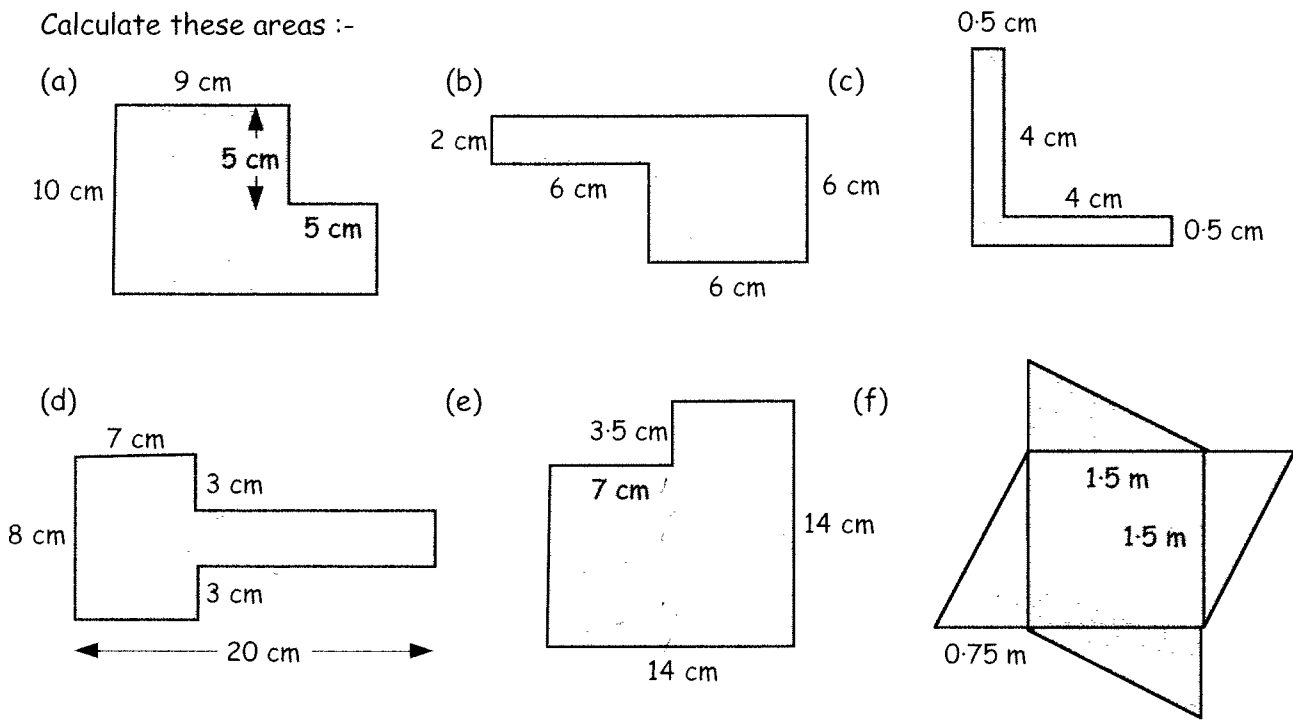 Calculate these areas :-
(a)
9 cm
5 cm
10 cm
5 cm
(b)
2 cm
6 cm
6 cm
6 cm
(c)
0·5 cm
4 cm
4 cm
0·5 cm
(d)
7 cm
3 cm
8 cm
3 cm
20 cm
(e)
3·5 cm
7 cm
14 cm
14 cm
(f)
1·5 m
1·5 m
0·75 m